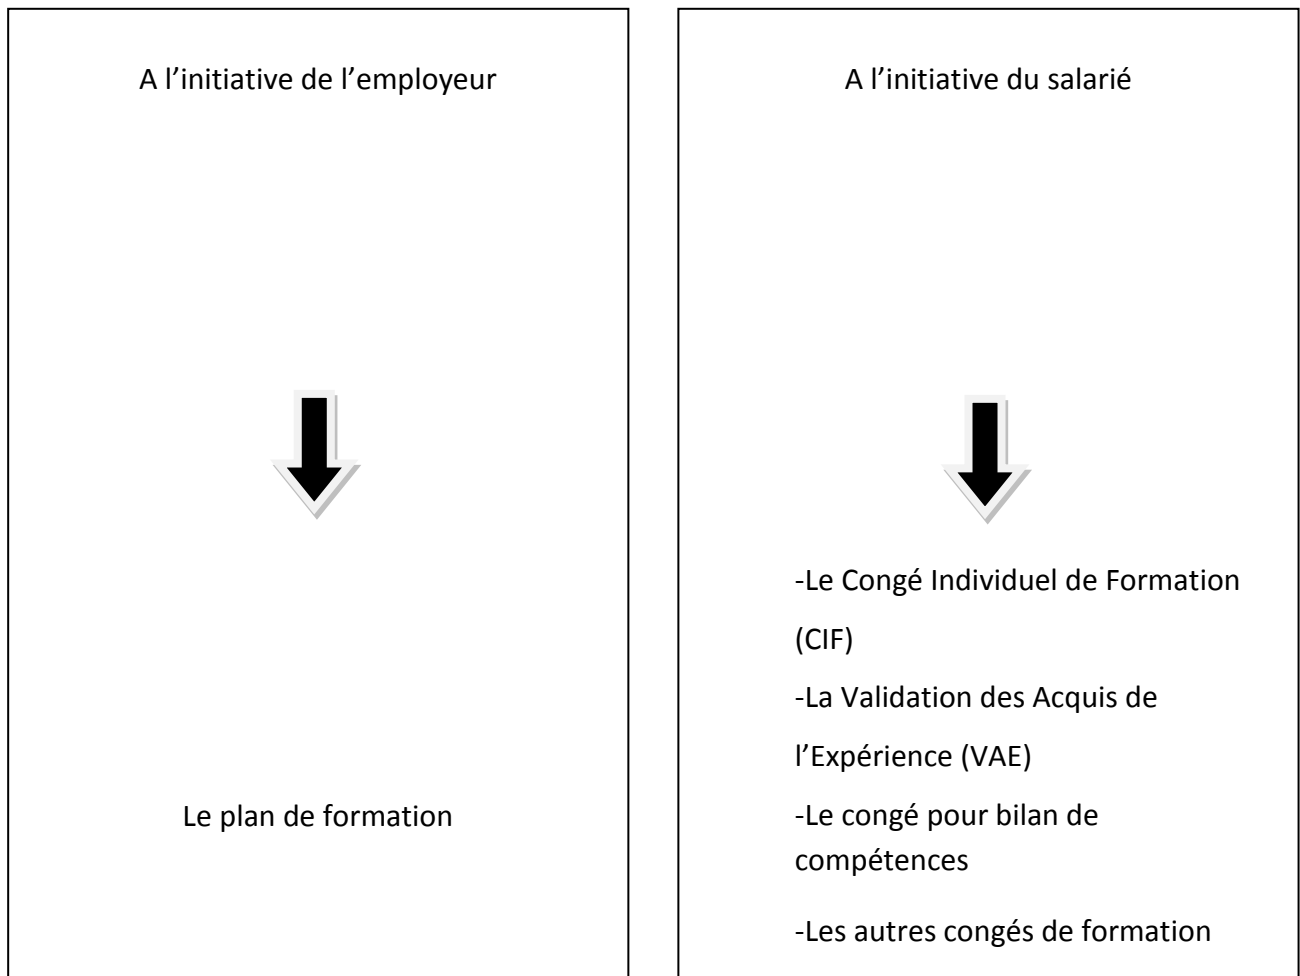 A l’initiative de l’employeur
Le plan de formation
A l’initiative du salarié
-Le Congé Individuel de Formation
(CIF)
-La Validation des Acquis de
l’Expérience (VAE)
-Le congé pour bilan de
compétences
-Les autres congés de formation